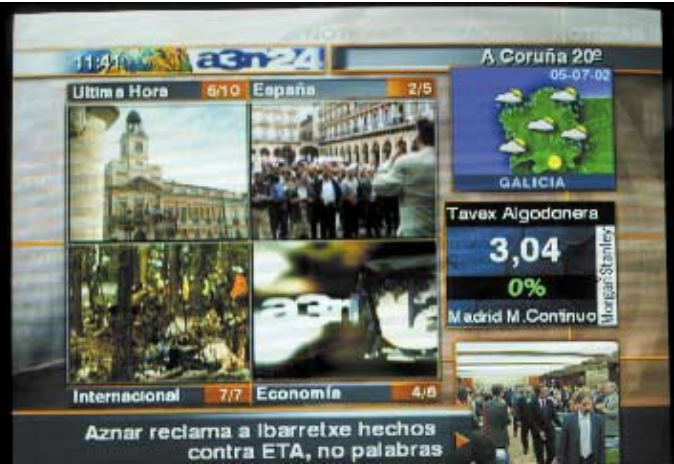 11:41
a3n24
A Coruña 20º
Ultima Hora 6/10
España 2/5
05-07-02
GALICIA
Tavex Algodonera
3,04
0%
Madrid M.Continuo
Morgan Stanley
a3n24
Internacional 7/7
Economía 4/6
Aznar reclama a Ibarretxe hechos
contra ETA, no palabras